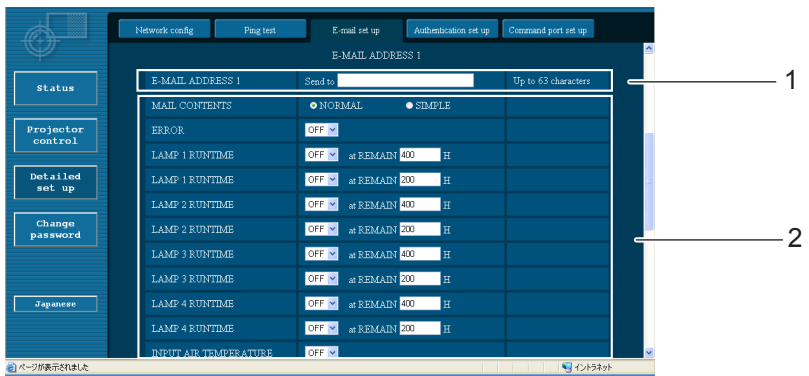 Network config Ping test E-mail set up Authentication set up Command port set up
E-MAIL ADDRESS 1
E-MAIL ADDRESS 1 Send to Up to 63 characters
1
MAIL CONTENTS NORMAL SIMPLE
ERROR OFF
LAMP 1 RUNTIME OFF at REMAIN 400 H
LAMP 1 RUNTIME OFF at REMAIN 200 H
LAMP 2 RUNTIME OFF at REMAIN 400 H
LAMP 2 RUNTIME OFF at REMAIN 200 H
2
LAMP 3 RUNTIME OFF at REMAIN 400 H
LAMP 3 RUNTIME OFF at REMAIN 200 H
LAMP 4 RUNTIME OFF at REMAIN 400 H
LAMP 4 RUNTIME OFF at REMAIN 200 H
INPUT AIR TEMPERATURE OFF
Status
Projector
control
Detailed
set up
Change
password
Japanese
ページが表示されました イントラネット